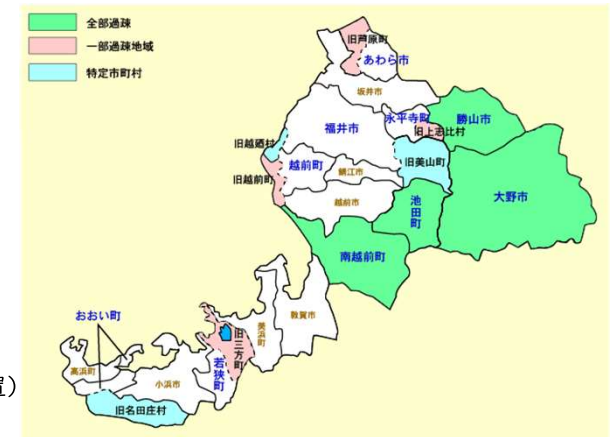 全部過疎
一部過疎地域
特定市町村
旧芦原町
あわら市
坂井市
永平寺町
勝山市
旧上志比村
福井市
旧越廼村
越前町
鯖江市
旧美山町
旧越前町
越前市
池田町
大野市
南越前町
おおい町
敦賀市
美浜町
旧三方町
若狭町
高浜町
小浜市
旧名田庄村
置)